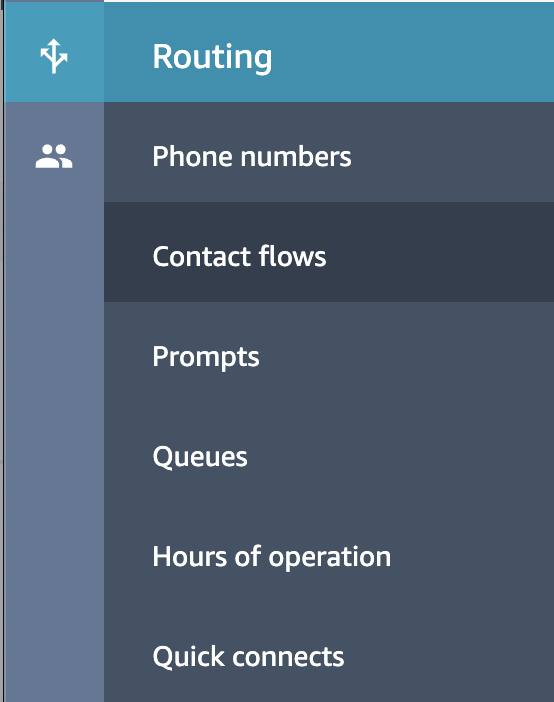 Routing
Phone numbers
Contact flows
Prompts
Queues
Hours of operation
Quick connects